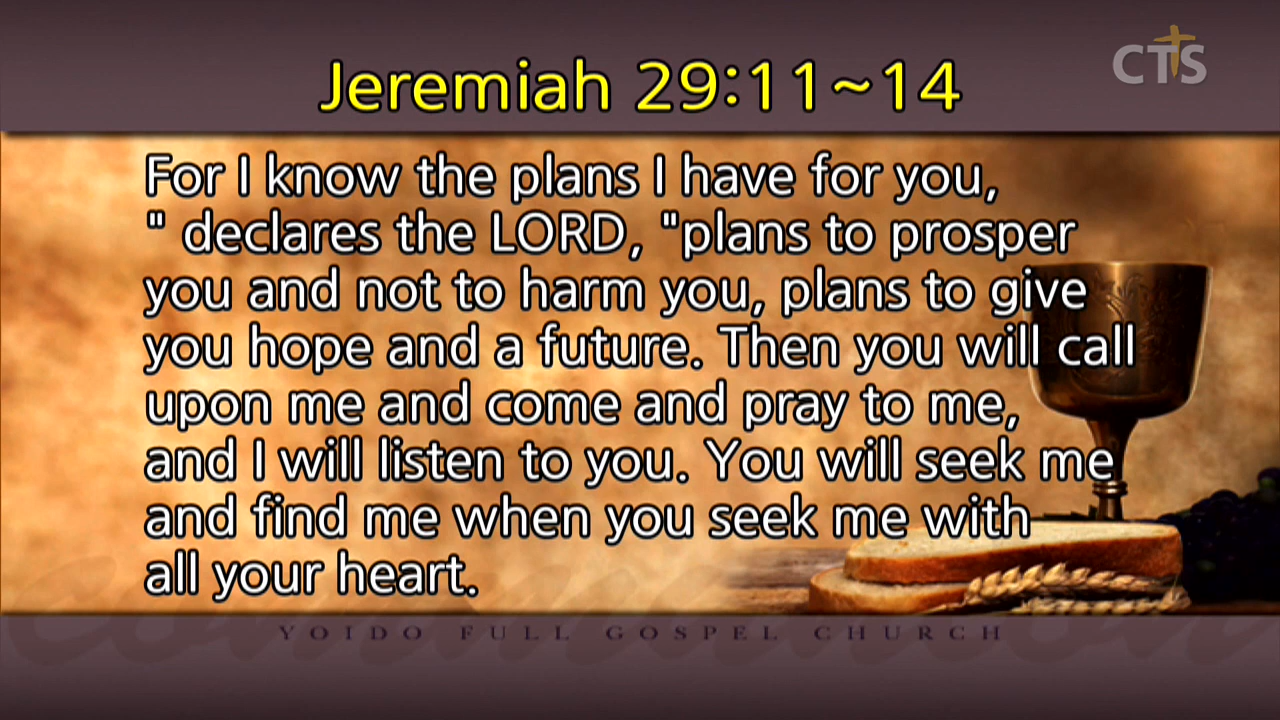 Jeremiah 29:11~14
CTS
For I know the plans I have for you,
" declares the LORD, "plans to prosper
you and not to harm you, plans to give
you hope and a future. Then you will call
upon me and come and pray to me,
and I will listen to you. You will seek me
and find me when you seek me with
all your heart.
YOIDO FULL GOSPEL CHURCH